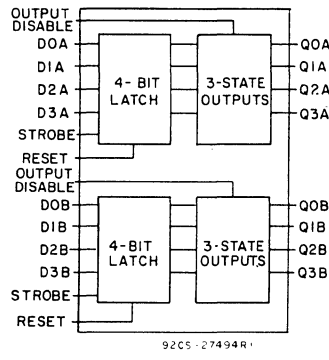 OUTPUT
DISABLE
D0A
D1A
D2A
D3A
STROBE
RESET
4-BIT
LATCH
3-STATE
OUTPUTS
Q0A
Q1A
Q2A
Q3A
OUTPUT
DISABLE
D0B
D1B
D2B
D3B
STROBE
RESET
4-BIT
LATCH
3-STATE
OUTPUTS
Q0B
Q1B
Q2B
Q3B
92CS-27494R1